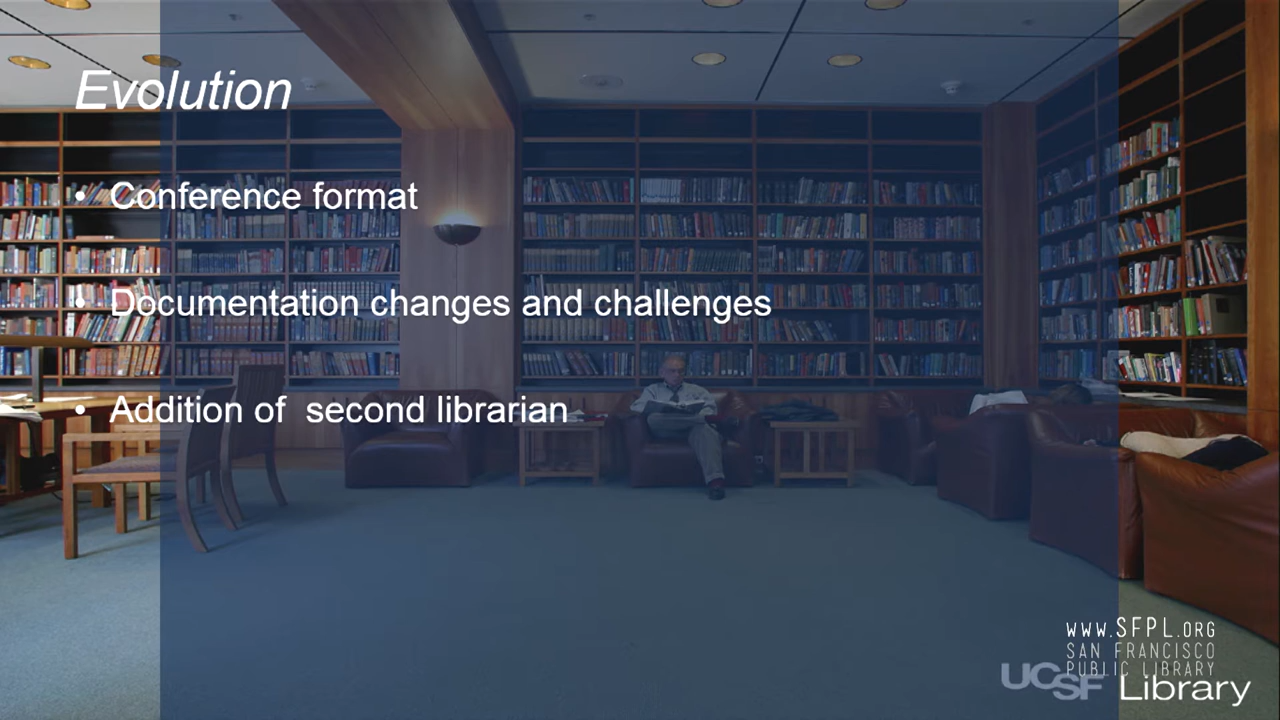 Evolution
• Conference format
• Documentation changes and challenges
• Addition of second librarian
www.SFPL.ORG
SAN FRANCISCO
PUBLIC LIBRARY
UCSF Library